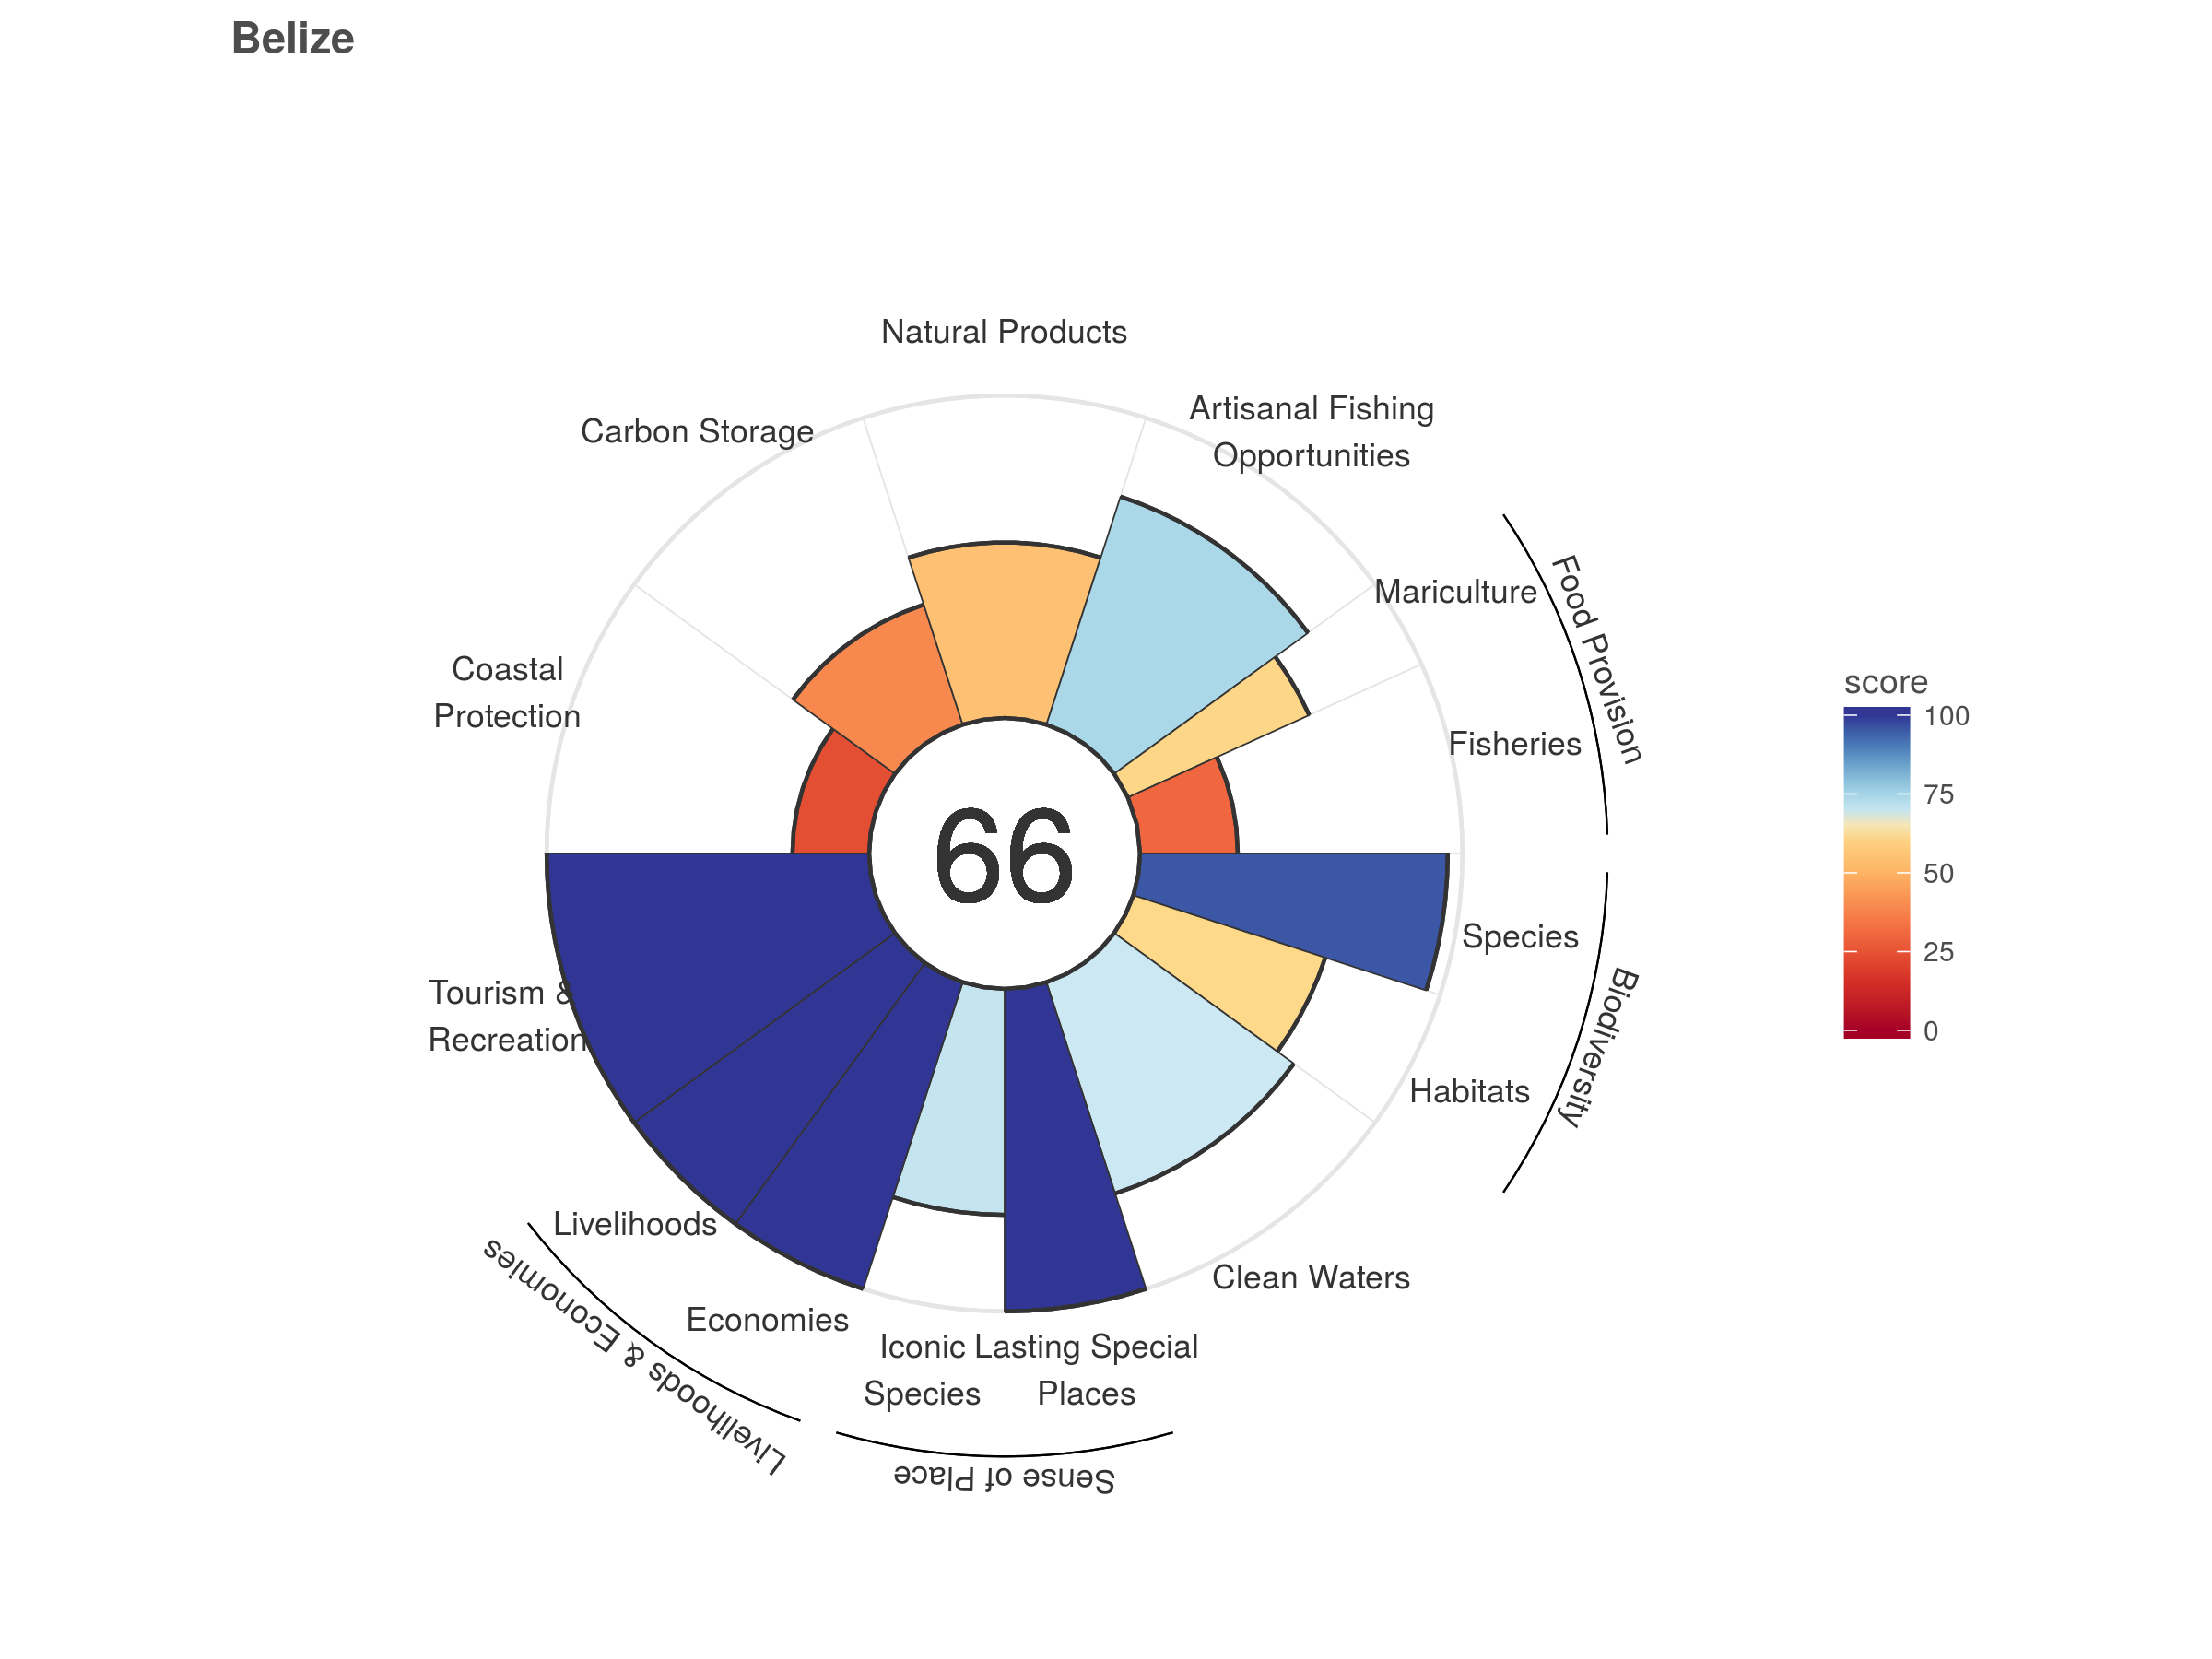 Belize
Natural Products
Artisanal Fishing
Opportunities
Carbon Storage
Mariculture
Food Provision
Coastal
Protection
Fisheries
66
Species
Biodiversity
Habitats
Tourism &
Recreation
Livelihoods
Livelihoods & Economies
Economies
Clean Waters
Iconic
Species
Lasting Special
Places
Sense of Place
score
100
75
50
25
0